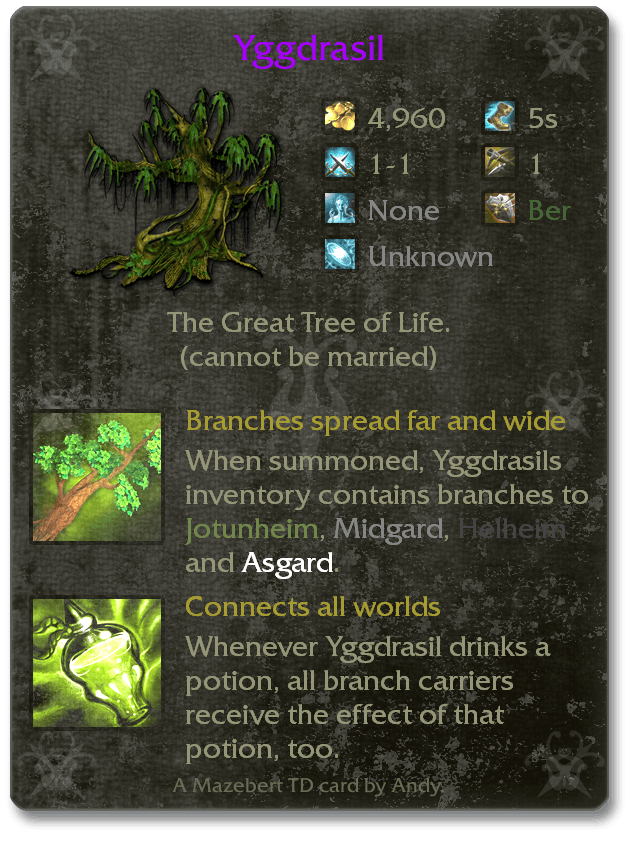 Yggdrasil
4,960 5s
1-1 1
None Ber
Unknown
The Great Tree of Life.
(cannot be married)
Branches spread far and wide
When summoned, Yggdrasils
inventory contains branches to
Jotunheim, Midgard, Helheim
and Asgard.
Connects all worlds
Whenever Yggdrasil drinks a
potion, all branch carriers
receive the effect of that
potion, too.
A Mazebert TD card by Andy.